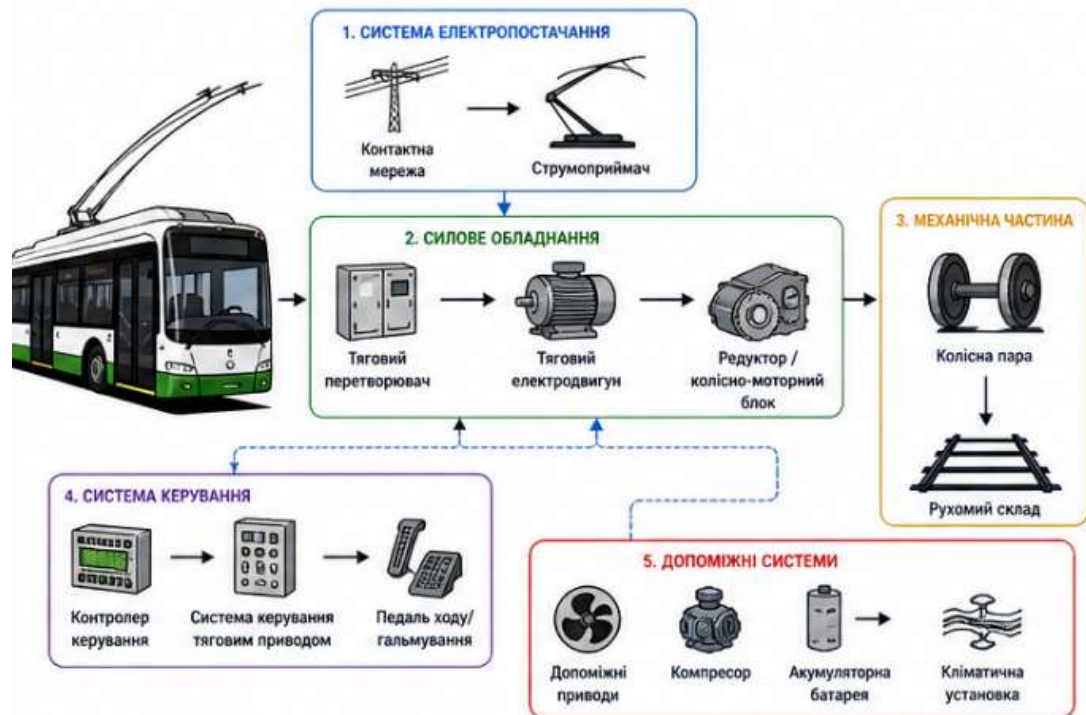 1. СИСТЕМА ЕЛЕКТРОПОСТАЧАННЯ
Контактна
мережа
Струмоприймач
2. СИЛОВЕ ОБЛАДНАННЯ
Тяговий
перетворювач
Тяговий
електродвигун
Редуктор /
колісно-моторний
блок
3. МЕХАНІЧНА ЧАСТИНА
Колісна пара
Рухомий склад
4. СИСТЕМА КЕРУВАННЯ
Контролер
керування
Система керування
тяговим приводом
Педаль ходу/
гальмування
5. ДОПОМІЖНІ СИСТЕМИ
Допоміжні
приводи
Компресор
Акумуляторна
батарея
Кліматична
установка